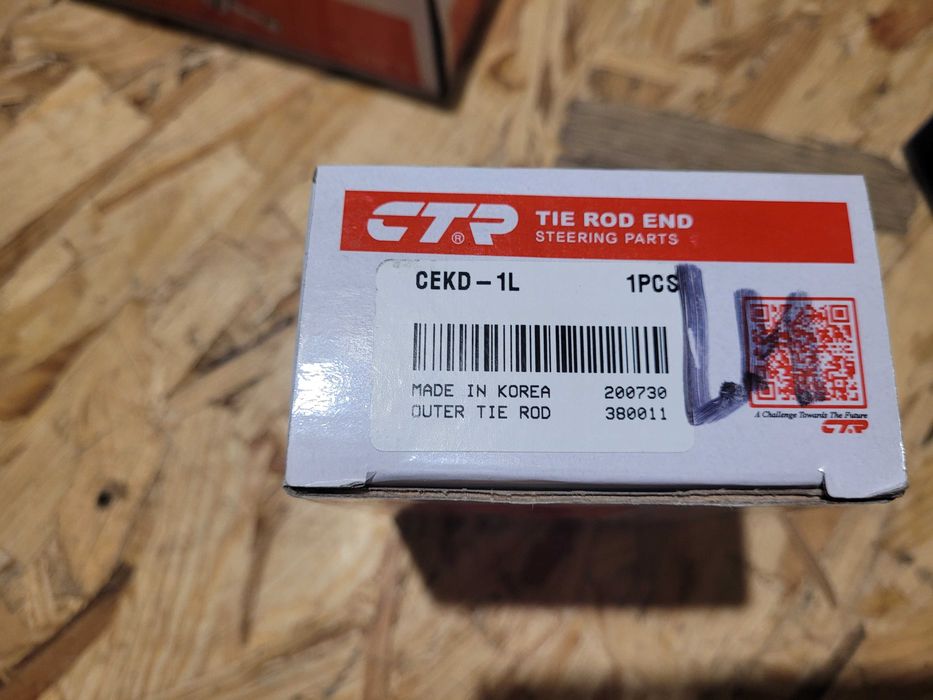 CTR® TIE ROD END
STEERING PARTS
CEKD-1L 1PCS
MADE IN KOREA 200730
OUTER TIE ROD 380011
A Challenge Towards The Future
CTR